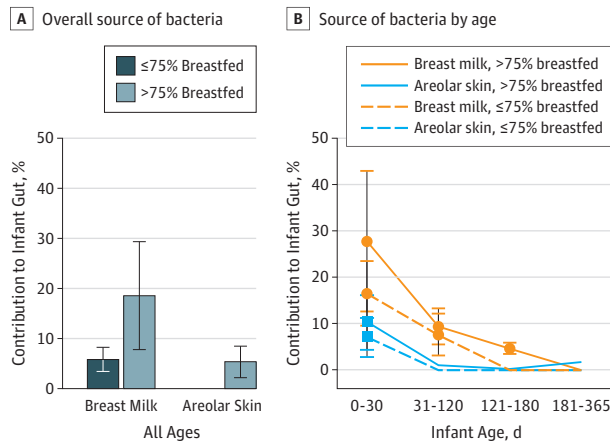 A Overall source of bacteria
≤75% Breastfed
>75% Breastfed
Contribution to Infant Gut, %
50
40
30
20
10
0
Breast Milk
Areolar Skin
All Ages
B Source of bacteria by age
Breast milk, >75% breastfed
Areolar skin, >75% breastfed
Breast milk, ≤75% breastfed
Areolar skin, ≤75% breastfed
Contribution to Infant Gut, %
50
40
30
20
10
0
0-30
31-120
121-180
181-365
Infant Age, d